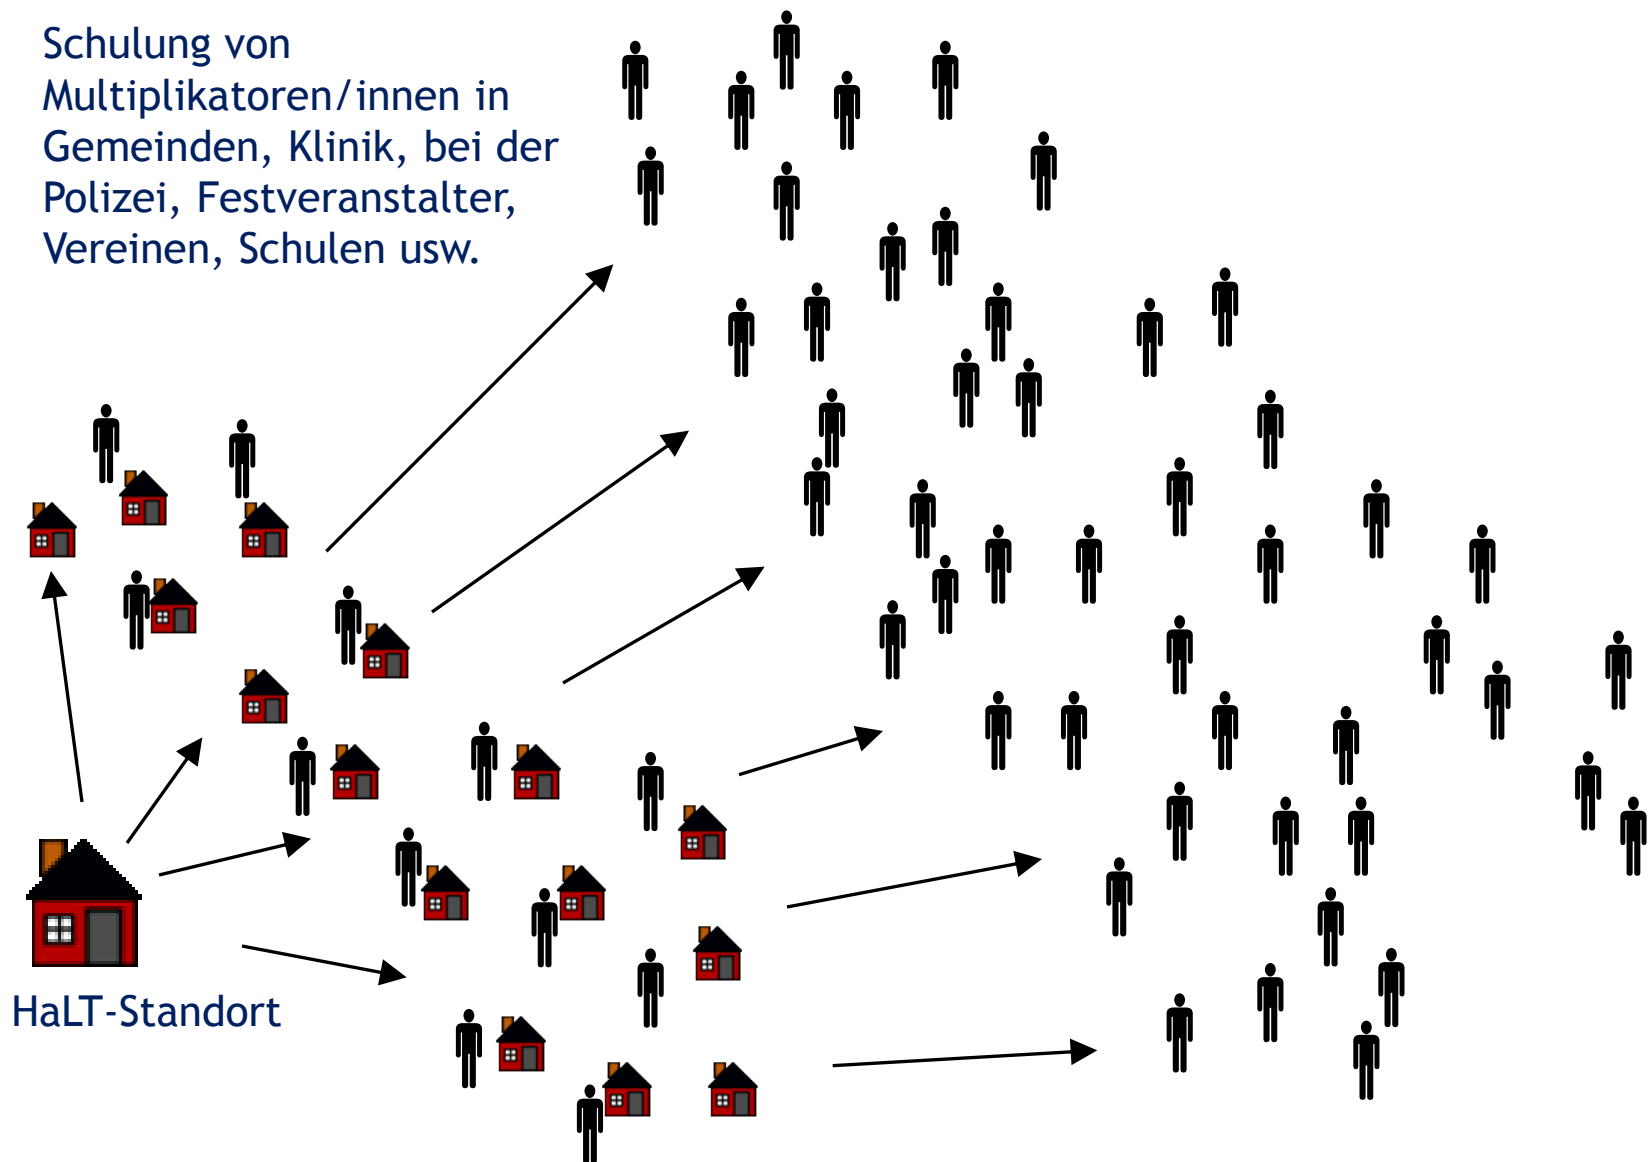 Schulung von
Multiplikatoren/innen in
Gemeinden, Klinik, bei der
Polizei, Festveranstalter,
Vereinen, Schulen usw.
HaLT-Standort